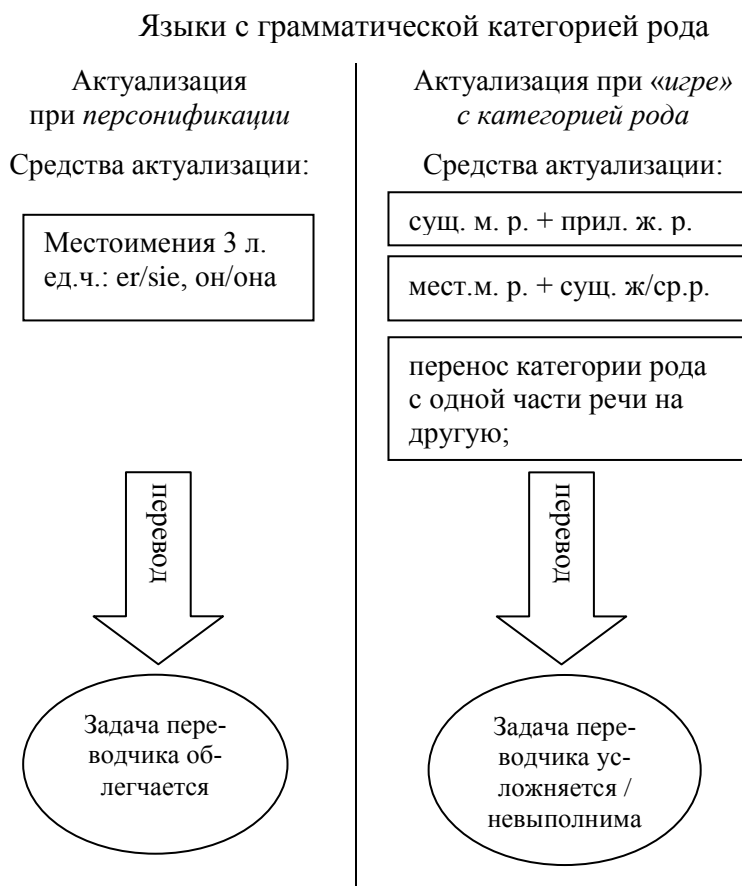 Языки с грамматической категорией рода
Актуализация
при персонификации
Средства актуализации:
Местоимения 3 л.
ед.ч.: er/sie, он/она
перевод
Задача пере-
водчика об-
легчается
Актуализация при «игре»
с категорией рода
Средства актуализации:
сущ. м. р. + прил. ж. р.
мест.м. р. + сущ. ж/ср.р.
перенос категории рода
с одной части речи на
другую;
перевод
Задача пере-
водчика ус-
ложняется /
невыполнима